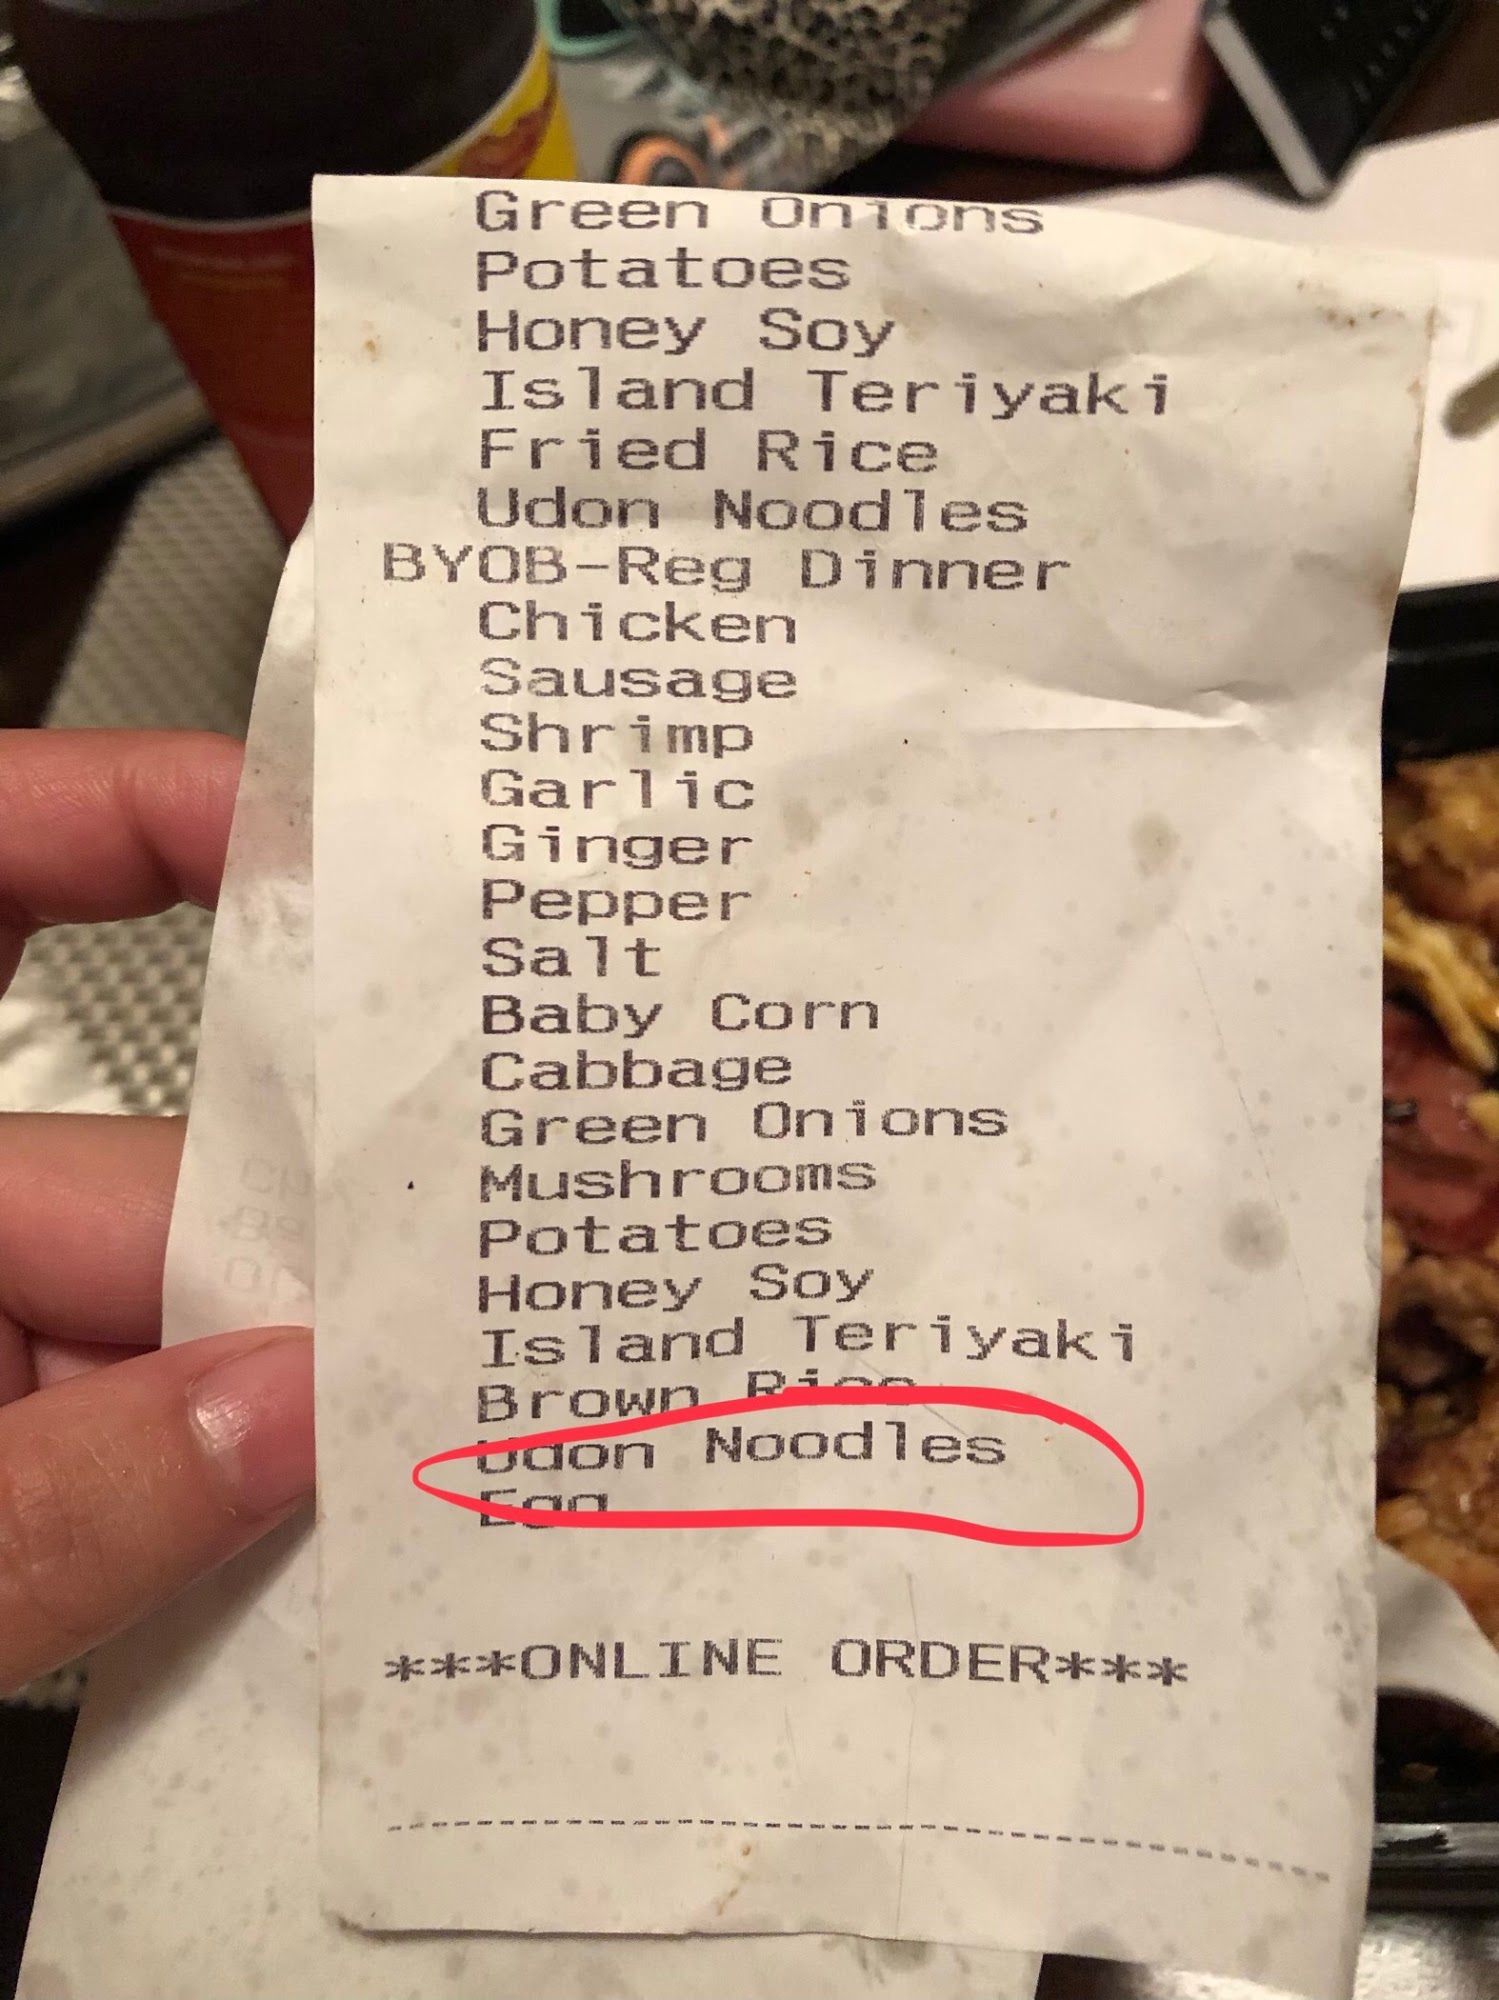 Green Onions
Potatoes
Honey Soy
Island Teriyaki
Fried Rice
Udon Noodles
BYOB-Reg Dinner
Chicken
Sausage
Shrimp
Garlic
Ginger
Pepper
Salt
Baby Corn
Cabbage
Green Onions
Mushrooms
Potatoes
Honey Soy
Island Teriyaki
Brown Rice
Udon Noodles
Egg
***ONLINE ORDER***